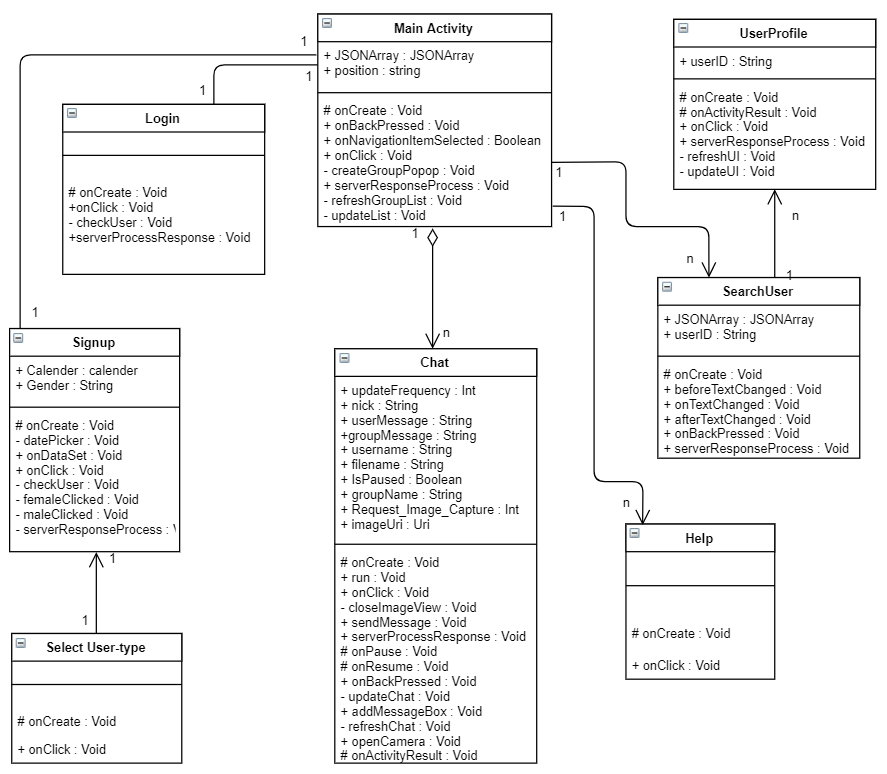 Main Activity
+ JSONArray : JSONArray
+ position : string
# onCreate : Void
+ onBackPressed : Void
+ onNavigationItemSelected : Boolean
+ onClick : Void
- createGroupPopop : Void
+ serverResponseProcess : Void
- refreshGroupList : Void
- updateList : Void
UserProfile
+ userID : String
# onCreate : Void
# onActivityResult : Void
+ onClick : Void
+ serverResponseProcess : Void
- refreshUI : Void
- updateUI : Void
1
1
1
Login
# onCreate : Void
+onClick : Void
- checkUser : Void
+serverProcessResponse : Void
1
1
1
n
n
1
n
SearchUser
+ JSONArray : JSONArray
+ userID : String
# onCreate : Void
+ beforeTextCbanged : Void
+ onTextChanged : Void
+ afterTextChanged : Void
+ onBackPressed : Void
+ serverResponseProcess : Void
1
Signup
+ Calender : calender
+ Gender : String
# onCreate : Void
- datePicker : Void
+ onDataSet : Void
+ onClick : Void
- checkUser : Void
- femaleClicked : Void
- maleClicked : Void
- serverResponseProcess :
n
Chat
+ updateFrequency : Int
+ nick : String
+ userMessage : String
+groupMessage : String
+ username : String
+ filename : String
+ IsPaused : Boolean
+ groupName : String
+ Request_Image_Capture : Int
+ imageUri : Uri
# onCreate : Void
+ run : Void
+ onClick : Void
- closeImageView : Void
+ sendMessage : Void
+ serverProcessResponse : Void
# onPause : Void
# onResume : Void
+ onBackPressed : Void
- updateChat : Void
+ addMessageBox : Void
- refreshChat : Void
+ openCamera : Void
# onActivityResult : Void
n
Help
# onCreate : Void
+ onClick : Void
1
1
Select User-type
# onCreate : Void
+ onClick : Void